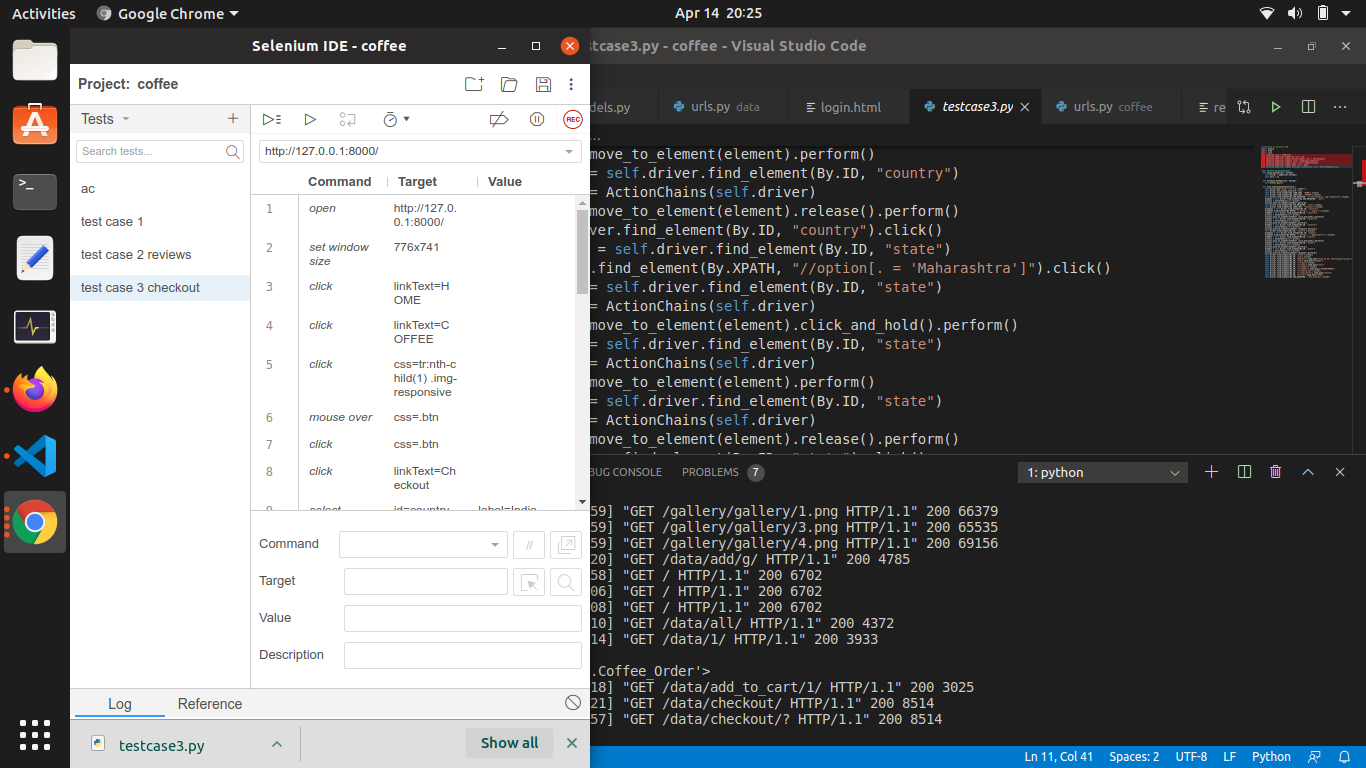 Activities
Google Chrome
Apr 14 20:25
Selenium IDE - coffee
stcase3.py - coffee - Visual Studio Code
Project: coffee
Tests
Search tests...
ac
test case 1
test case 2 reviews
test case 3 checkout
REC
http://127.0.0.1:8000/
Command Target Value
1 open http://127.0.
0.1:8000/
2 set window 776x741
size
3 click linkText=H
OME
4 click linkText=C
OFFEE
5 click css=tr:nth-c
hild(1) .img-
responsive
6 mouse over css=.btn
7 click css=.btn
8 click linkText=Ch
eckout
9 select id=country label=India
Command
//
Target
Value
Description
Log
Reference
testcase3.py
Show all
dels.py
urls.py data
login.html
testcase3.py
urls.py coffee
re
...
move_to_element(element).perform()
= self.driver.find_element(By.ID, "country")
= ActionChains(self.driver)
move_to_element(element).release().perform()
ver.find_element(By.ID, "country").click()
= self.driver.find_element(By.ID, "state")
.find_element(By.XPATH, "//option[. = 'Maharashtra']").click()
= self.driver.find_element(By.ID, "state")
= ActionChains(self.driver)
move_to_element(element).click_and_hold().perform()
= self.driver.find_element(By.ID, "state")
= ActionChains(self.driver)
move_to_element(element).perform()
= self.driver.find_element(By.ID, "state")
= ActionChains(self.driver)
move_to_element(element).release().perform()
BUG CONSOLE
PROBLEMS 7
1: python
59] "GET /gallery/gallery/1.png HTTP/1.1" 200 66379
59] "GET /gallery/gallery/3.png HTTP/1.1" 200 65535
59] "GET /gallery/gallery/4.png HTTP/1.1" 200 69156
20] "GET /data/add/g/ HTTP/1.1" 200 4785
58] "GET / HTTP/1.1" 200 6702
06] "GET / HTTP/1.1" 200 6702
08] "GET / HTTP/1.1" 200 6702
10] "GET /data/all/ HTTP/1.1" 200 4372
14] "GET /data/1/ HTTP/1.1" 200 3933
.Coffee_Order'>
18] "GET /data/add_to_cart/1/ HTTP/1.1" 200 3025
21] "GET /data/checkout/ HTTP/1.1" 200 8514
57] "GET /data/checkout/? HTTP/1.1" 200 8514
Ln 11, Col 41
Spaces: 2
UTF-8
LF
Python